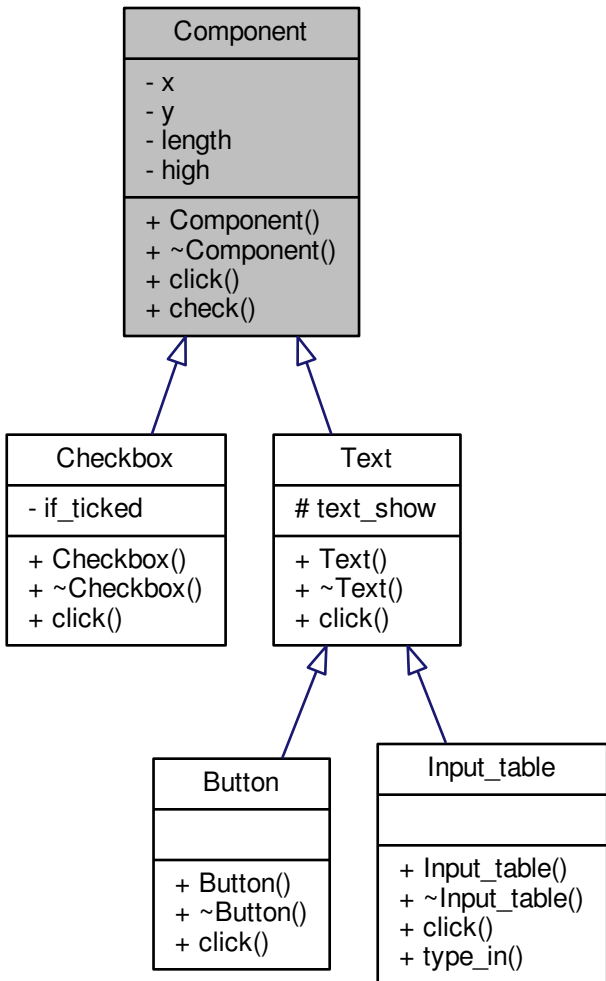 Component
- x
- y
- length
- high
+ Component()
+ ~Component()
+ click()
+ check()
Checkbox
- if_ticked
+ Checkbox()
+ ~Checkbox()
+ click()
Text
# text_show
+ Text()
+ ~Text()
+ click()
Button
+ Button()
+ ~Button()
+ click()
Input_table
+ Input_table()
+ ~Input_table()
+ click()
+ type_in()